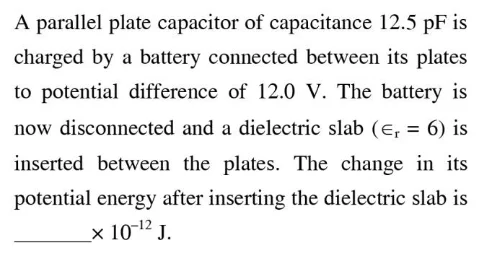 A parallel plate capacitor of capacitance 12.5 pF is
charged by a battery connected between its plates
to potential difference of 12.0 V. The battery is
now disconnected and a dielectric slab (∈ᵣ = 6) is
inserted between the plates. The change in its
potential energy after inserting the dielectric slab is
________× 10⁻¹² J.